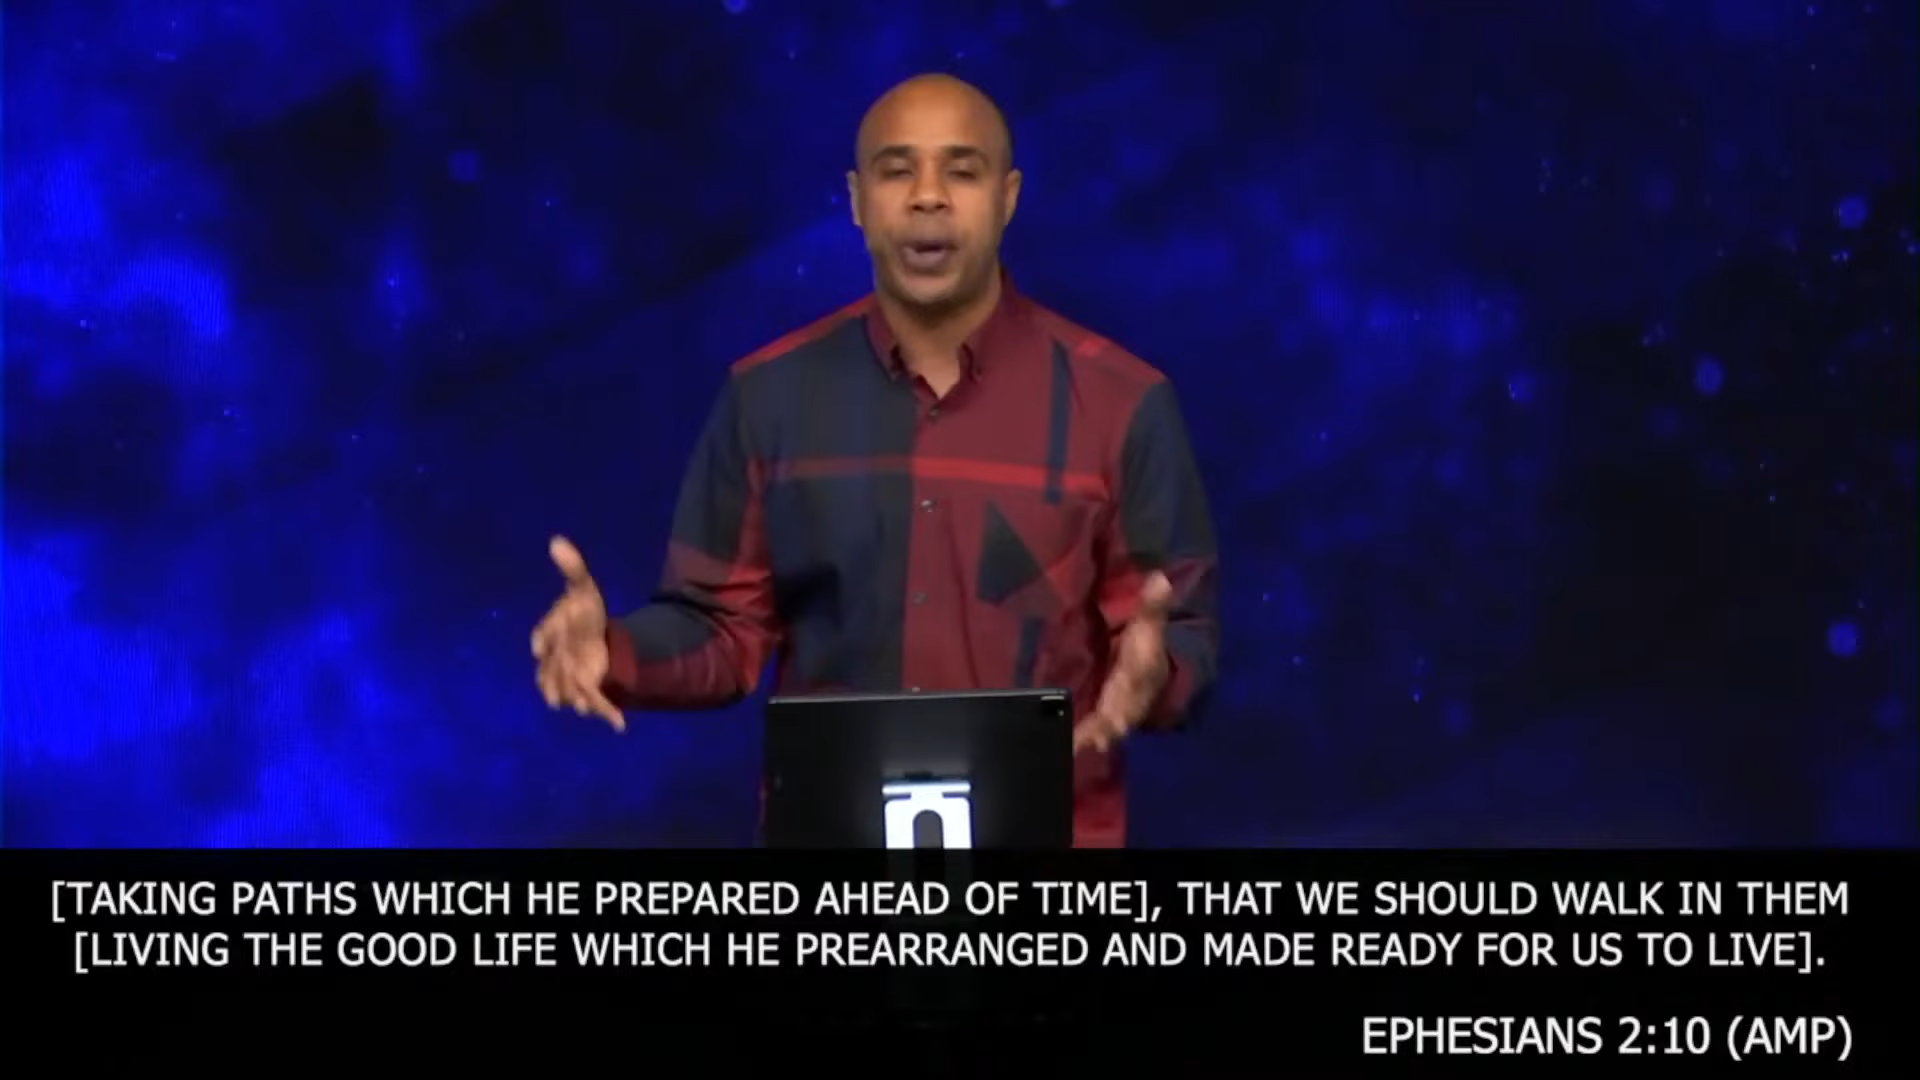 [TAKING PATHS WHICH HE PREPARED AHEAD OF TIME], THAT WE SHOULD WALK IN THEM
[LIVING THE GOOD LIFE WHICH HE PREARRANGED AND MADE READY FOR US TO LIVE].
EPHESIANS 2:10 (AMP)